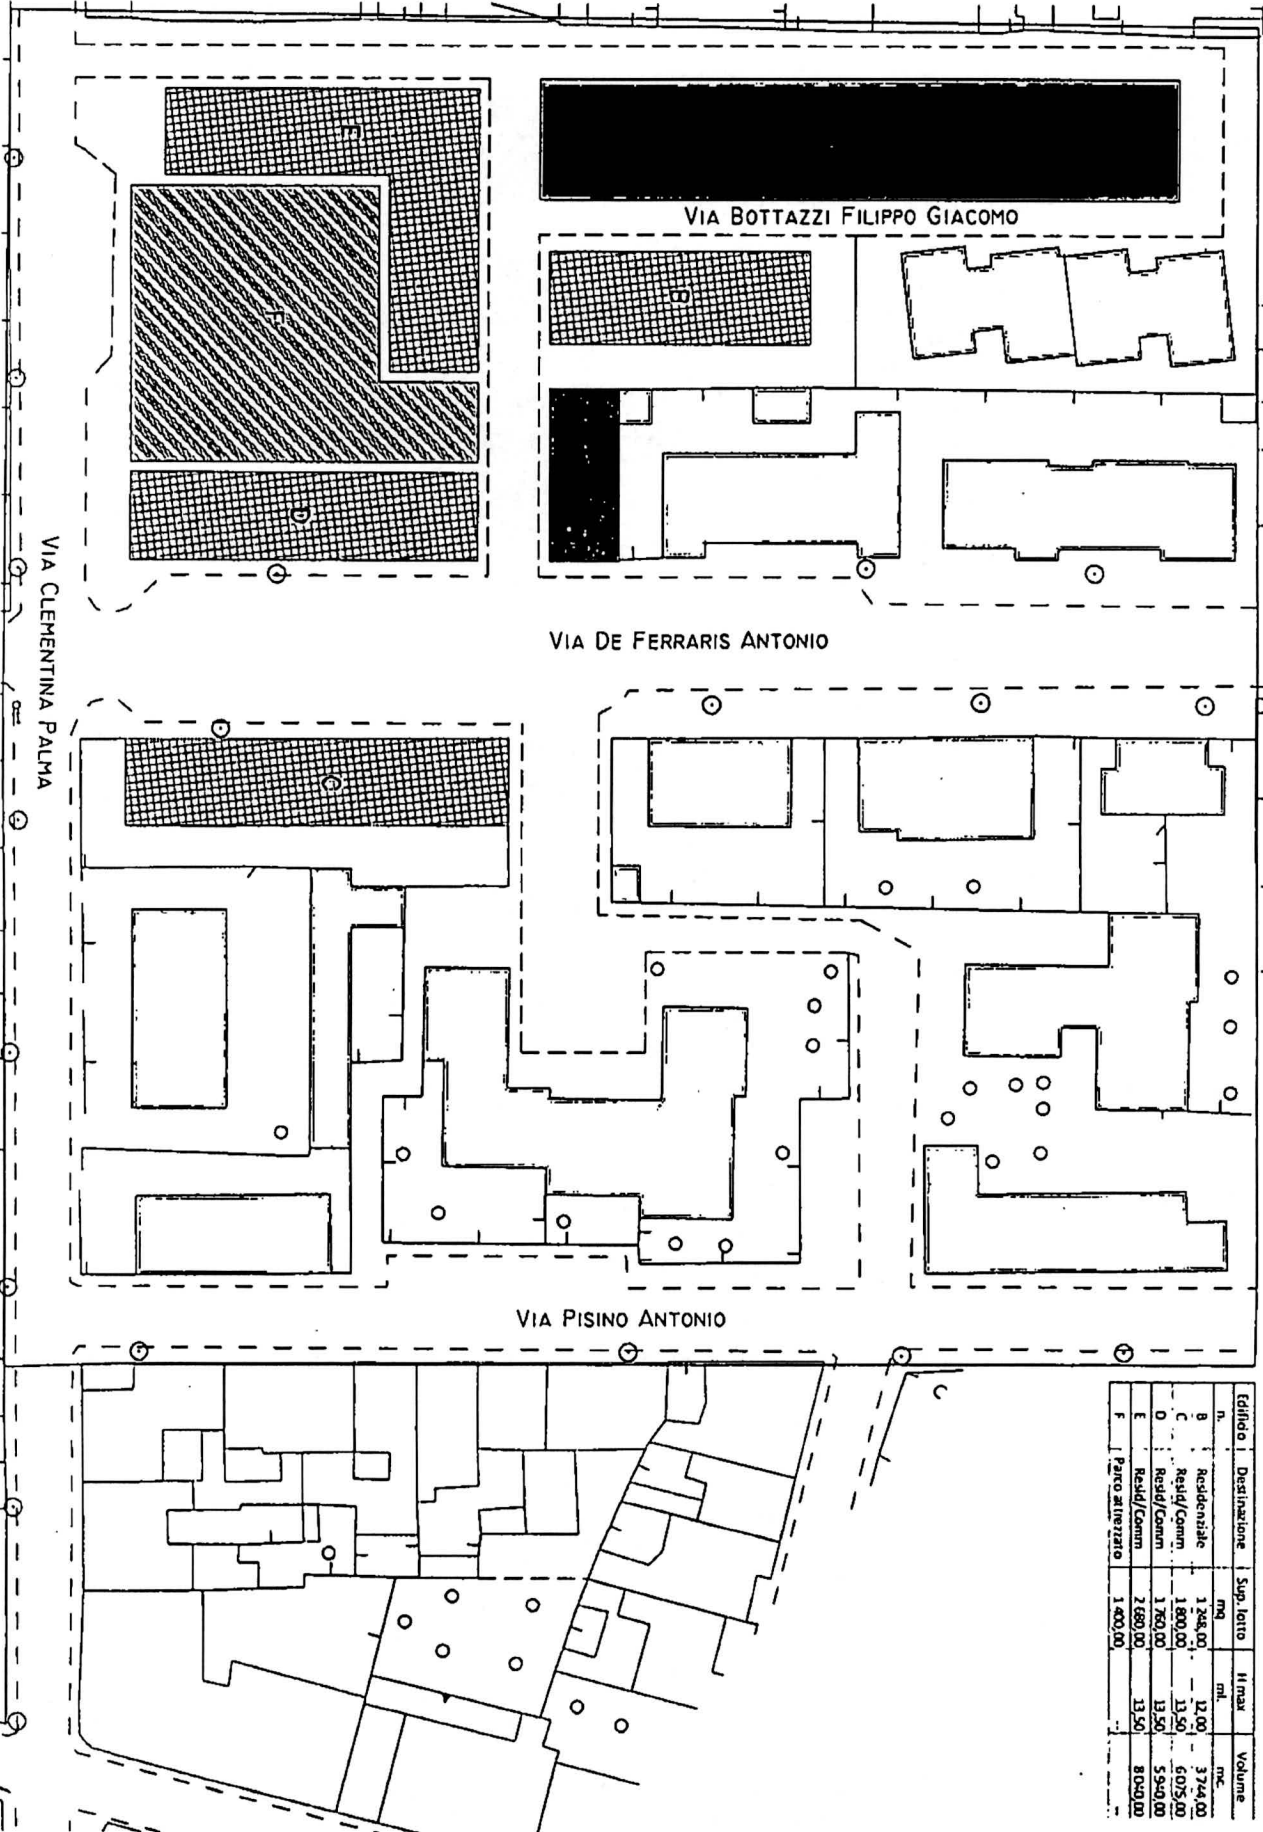 E
VIA BOTTAZZI FILIPPO GIACOMO
B
F
D
VIA CLEMENTINA PALMA
VIA DE FERRARIS ANTONIO
C
VIA PISINO ANTONIO
C
Edificio Destinazione Sup. lotto H max Volume
n. mq ml. mc.
B Residenziale 1 248,00 12,00 3 744,00
C Resid/Comm 1 800,00 13,50 6 075,00
D Resid/Comm 1 760,00 13,50 5 940,00
E Resid/Comm 2 680,00 13,50 8 040,00
F Parco attrezzato 1 400,00 -- --